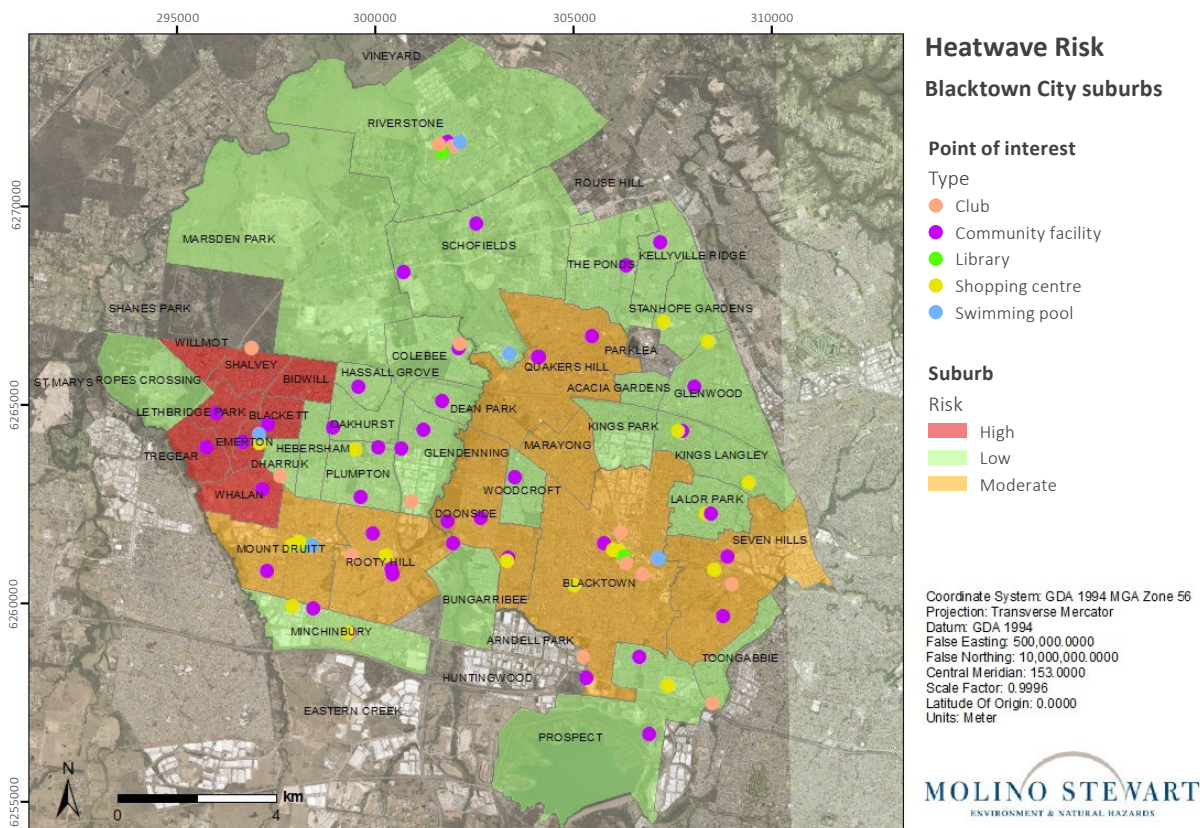 295000
300000
305000
310000
6270000
6265000
6260000
6255000
VINEYARD
RIVERSTONE
ROUSE HILL
MARSDEN PARK
SCHOFIELDS
KELLYVILLE RIDGE
THE PONDS
SHANES PARK
STANHOPE GARDENS
WILLMOT
SHALVEY
COLEBEE
PARKLEA
QUAKERS HILL
BIDWILL
HASSALL GROVE
ST MARYS
ROPES CROSSING
ACACIA GARDENS
GLENWOOD
LETHBRIDGE PARK
BLACKETT
DEAN PARK
OAKHURST
KINGS PARK
EMERTON
HEBERSHAM
GLENDENNING
MARAYONG
TREGEAR
DHARRUK
KINGS LANGLEY
PLUMPTON
WHALAN
WOODCROFT
LALOR PARK
DOONSIDE
MOUNT DRUITT
SEVEN HILLS
ROOTY HILL
BLACKTOWN
BUNGARRIBEE
MINCHINBURY
ARNDELL PARK
TOONGABBIE
HUNTINGWOOD
EASTERN CREEK
PROSPECT
N
0
4
km
Heatwave Risk
Blacktown City suburbs
Point of interest
Type
Club
Community facility
Library
Shopping centre
Swimming pool
Suburb
Risk
High
Low
Moderate
Coordinate System: GDA 1994 MGA Zone 56
Projection: Transverse Mercator
Datum: GDA 1994
False Easting: 500,000.0000
False Northing: 10,000,000.0000
Central Meridian: 153.0000
Scale Factor: 0.9996
Latitude Of Origin: 0.0000
Units: Meter
MOLINO STEWART
ENVIRONMENT & NATURAL HAZARDS